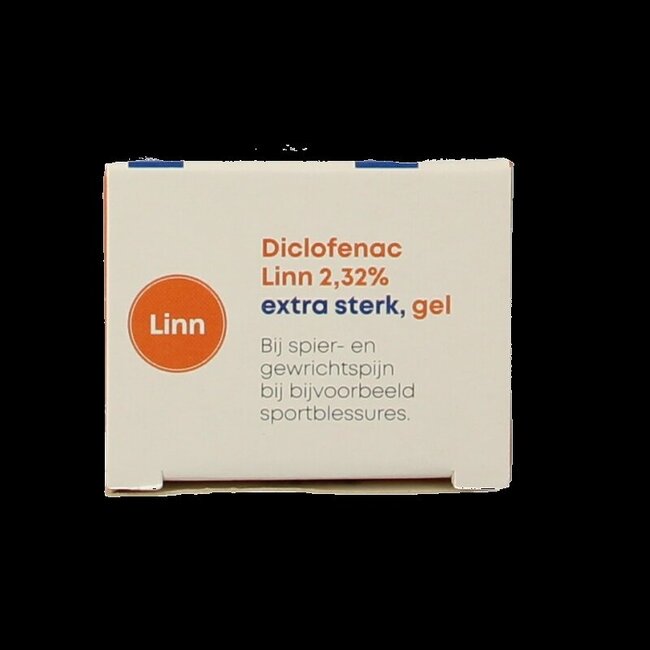 Linn
Diclofenac
Linn 2,32%
extra sterk, gel
Bij spier- en
gewrichtspijn
bij bijvoorbeeld
sportblessures.